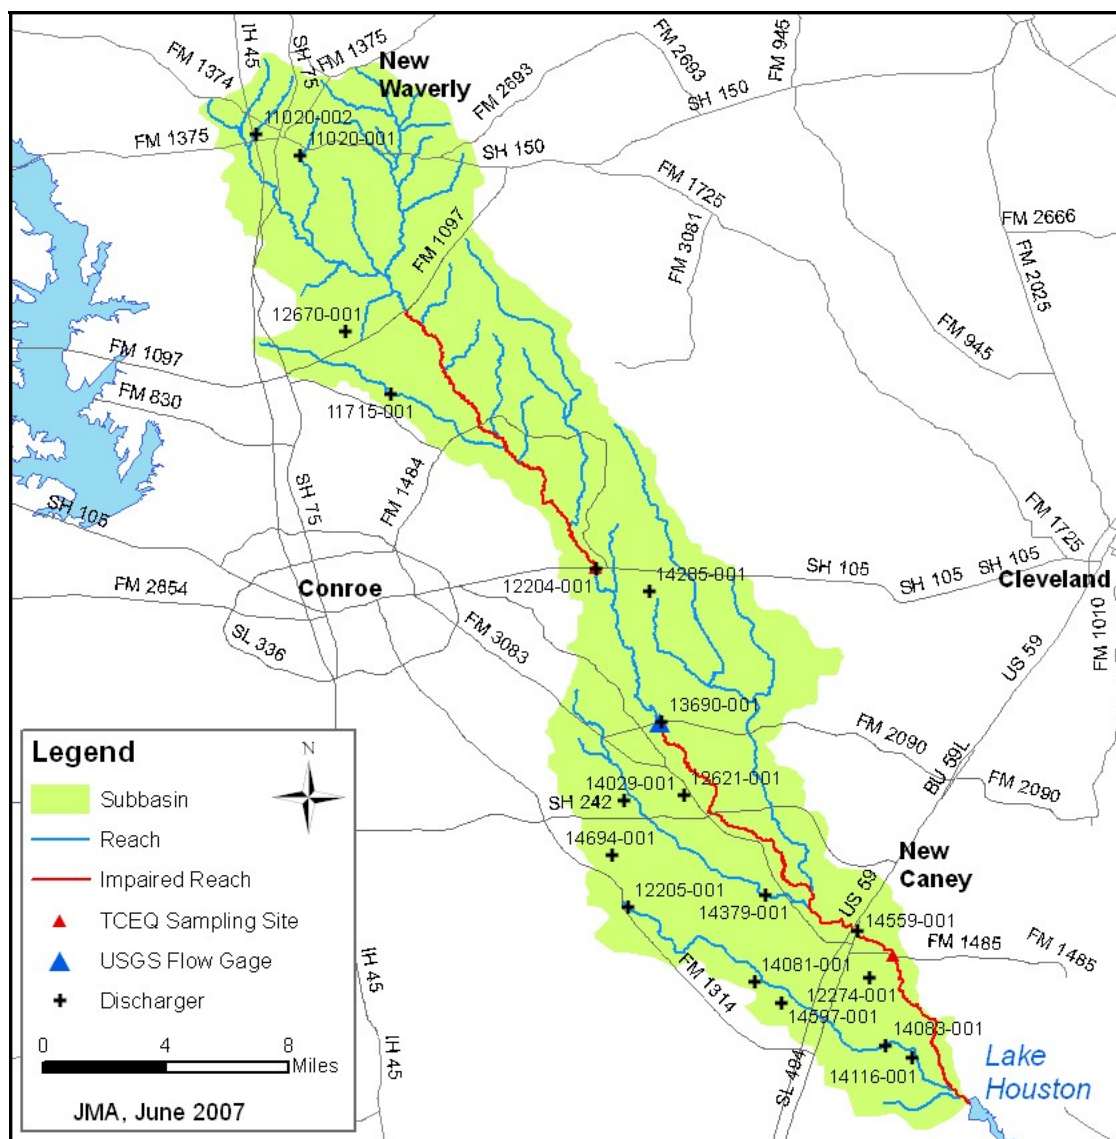 IH 45
SH 75
FM 1375
New
Waverly
FM 2693
FM 2693
FM 945
FM 1374
SH 150
11020-002
FM 1375
11020-001
SH 150
FM 1725
FM 3081
FM 2666
FM 1097
FM 2025
12670-001
FM 945
FM 1097
FM 830
11715-001
FM 1484
SH 75
SH 105
FM 1725
SH 105
SH 105
SH 105
Cleveland
FM 2854
Conroe
12204-001
14285-001
FM 1010
SL 336
FM 3083
US 59
13690-001
FM 2090
BU 59L
FM 2090
12621-001
14029-001
SH 242
14694-001
New
Caney
12205-001
14379-001
US 59
14559-001
FM 1485
FM 1485
IH 45
FM 1314
14081-001
12274-001
14597-001
14083-001
14116-001
SL 494
IH 45
Lake
Houston
Legend
N
Subbasin
Reach
Impaired Reach
TCEQ Sampling Site
USGS Flow Gage
Discharger
0 4 8
Miles
JMA, June 2007